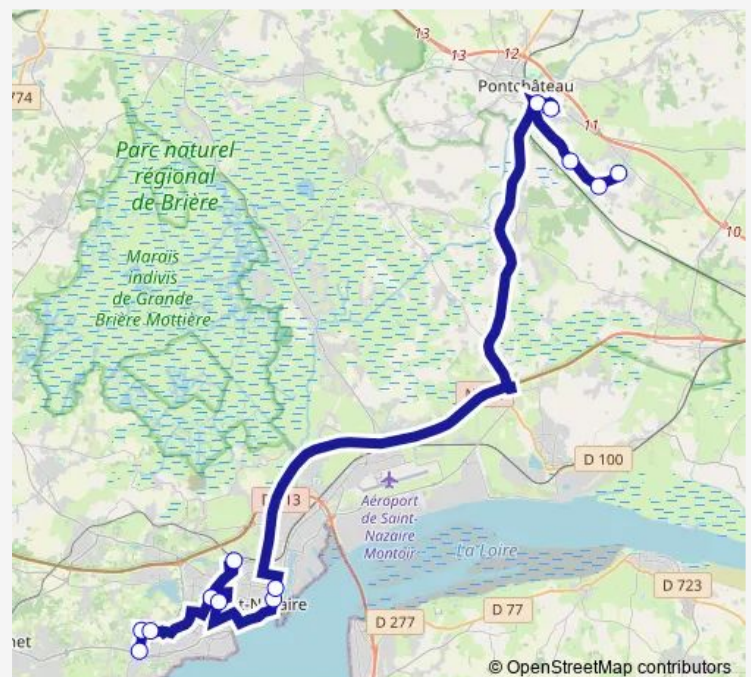 13
13
12
774
Pontchâteau
11
Parc naturel
régional
de Brière
10
Marais
indivis
de Grande
Brière Mottière
D 100
Aéroport
de Saint-
Nazaire
Montoir
La Loire
D 723
D 77
D 277
© OpenStreetMap contributors